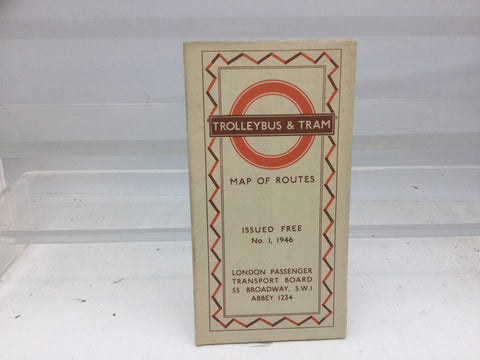 TROLLEYBUS & TRAM
MAP OF ROUTES
ISSUED FREE
No. 1, 1946
LONDON PASSENGER
TRANSPORT BOARD
55 BROADWAY, S.W.1
ABBEY 1234